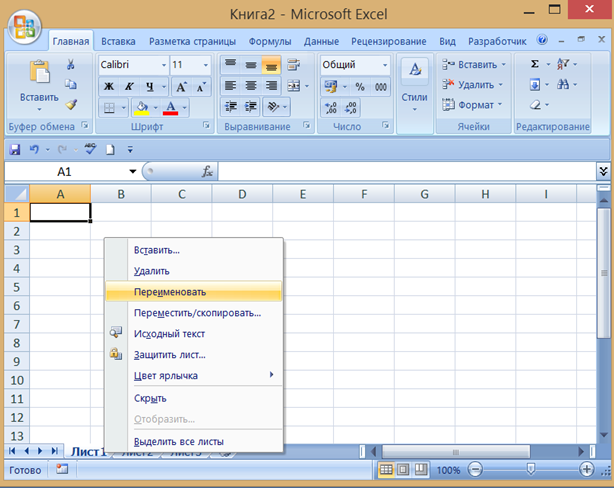 Книга2 - Microsoft Excel
Главная Вставка Разметка страницы Формулы Данные Рецензирование Вид Разработчик
Вставить
Calibri 11
Ж К Ч А А
А
Общий
% 000
Стили
А
Вставить
Удалить
Формат
Σ
Буфер обмена Шрифт Выравнивание Число Ячейки Редактирование
A1 fx
A B C D E F G H I
1
2
3
4
5
6
7
8
9
10
11
12
13
Вставить...
Удалить
Переименовать
Переместить/скопировать...
Исходный текст
Защитить лист...
Цвет ярлычка
Скрыть
Отобразить...
Выделить все листы
Лист1 Лист2 Лист3
Готово 100%